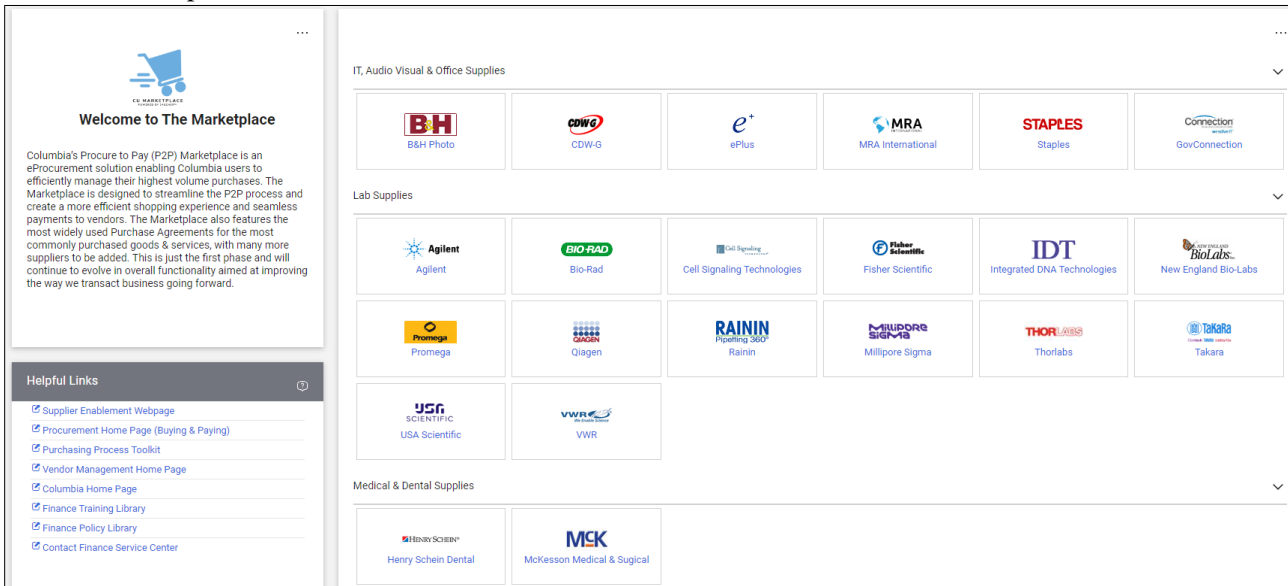 CU MARKETPLACE
Welcome to The Marketplace
Columbia's Procure to Pay (P2P) Marketplace is an
eProcurement solution enabling Columbia users to
efficiently manage their highest volume purchases. The
Marketplace is designed to streamline the P2P process and
create a more efficient shopping experience and seamless
payments to vendors. The Marketplace also features the
most widely used Purchase Agreements for the most
commonly purchased goods & services, with many more
suppliers to be added. This is just the first phase and will
continue to evolve in overall functionality aimed at improving
the way we transact business going forward.
Helpful Links
Supplier Enablement Webpage
Procurement Home Page (Buying & Paying)
Purchasing Process Toolkit
Vendor Management Home Page
Columbia Home Page
Finance Training Library
Finance Policy Library
Contact Finance Service Center
IT, Audio Visual & Office Supplies
B&H CDW·G e+ MRA STAPLES Connection
B&H Photo CDW-G ePlus MRA International Staples GovConnection
Lab Supplies
Agilent BIO-RAD Cell Signaling Fisher Scientific IDT NEW ENGLAND BioLabs
Agilent Bio-Rad Cell Signaling Technologies Fisher Scientific Integrated DNA Technologies New England Bio-Labs
Promega QIAGEN RAININ Pipetting 360° MILLIPORE SIGMA THORLABS TaKaRa
Promega Qiagen Rainin Millipore Sigma Thorlabs Takara
USA SCIENTIFIC VWR We Enable Science
USA Scientific VWR
Medical & Dental Supplies
HENRY SCHEIN® MCK
Henry Schein Dental McKesson Medical & Sugical